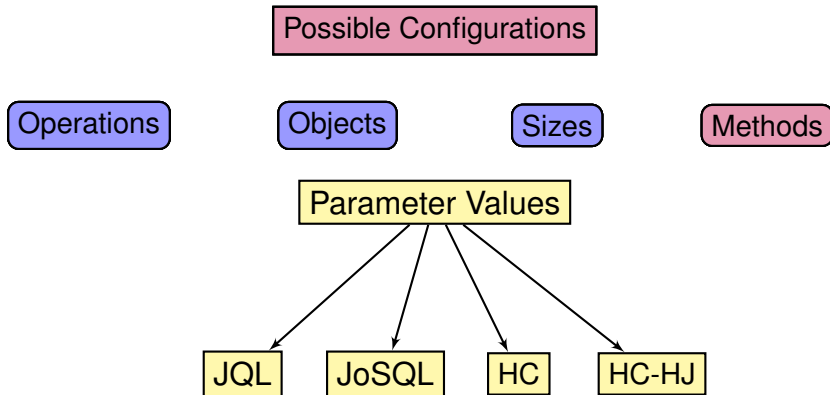 Possible Configurations
Operations
Objects
Sizes
Methods
Parameter Values
JQL
JoSQL
HC
HC-HJ